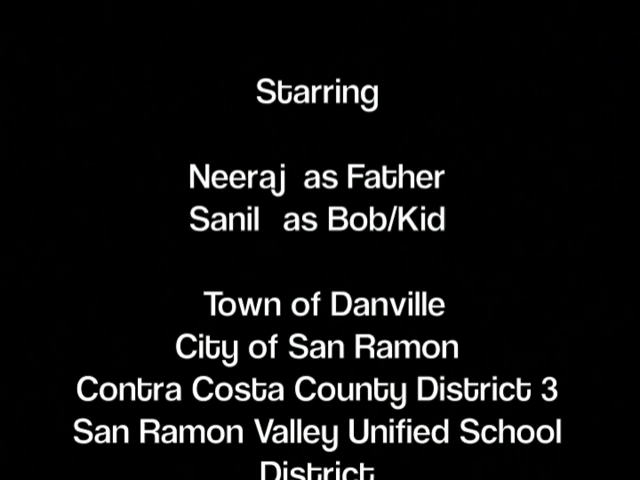 Starring
Neeraj as Father
Sanil as Bob/Kid
Town of Danville
City of San Ramon
Contra Costa County District 3
San Ramon Valley Unified School
District